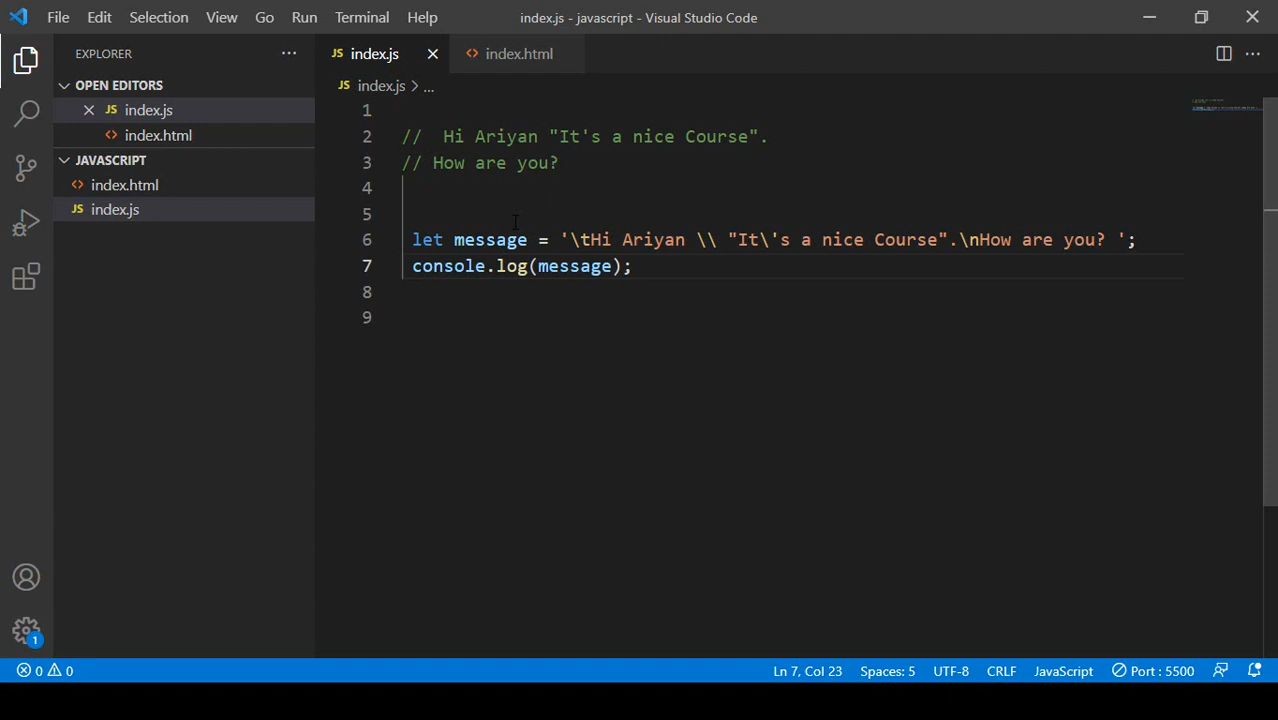 File Edit Selection View Go Run Terminal Help index.js - javascript - Visual Studio Code
EXPLORER ···
JS index.js
index.html
···
OPEN EDITORS
JS index.js > ...
JS index.js
index.html
JAVASCRIPT
index.html
JS index.js
1
2 //  Hi Ariyan "It's a nice Course".
3 // How are you?
4
5
6 let message = '\tHi Ariyan \\ "It\'s a nice Course".\nHow are you? ';
7 console.log(message);
8
9
1
0 0 Ln 7, Col 23 Spaces: 5 UTF-8 CRLF JavaScript Port : 5500